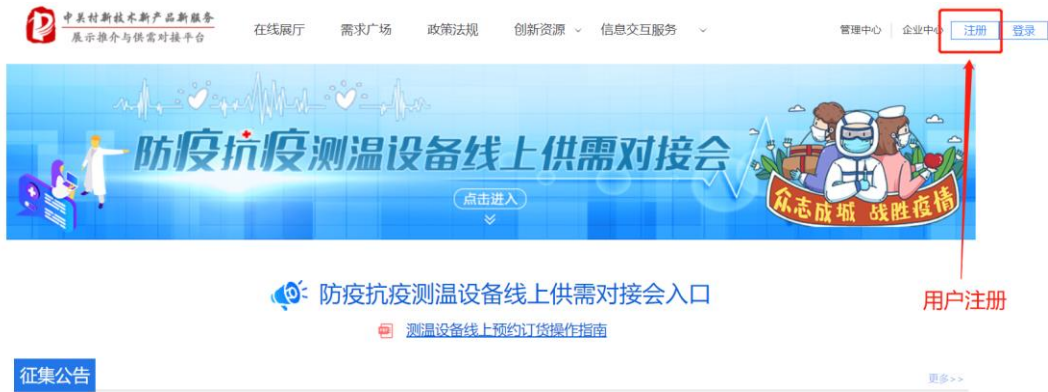 中关村新技术新产品新服务
展示推介与供需对接平台
在线展厅 需求广场 政策法规 创新资源 信息交互服务 管理中心 企业中心 注册 登录
防疫抗疫测温设备线上供需对接会
点击进入
众志成城 战胜疫情
防疫抗疫测温设备线上供需对接会入口
用户注册
测温设备线上预约订货操作指南
征集公告 更多>>